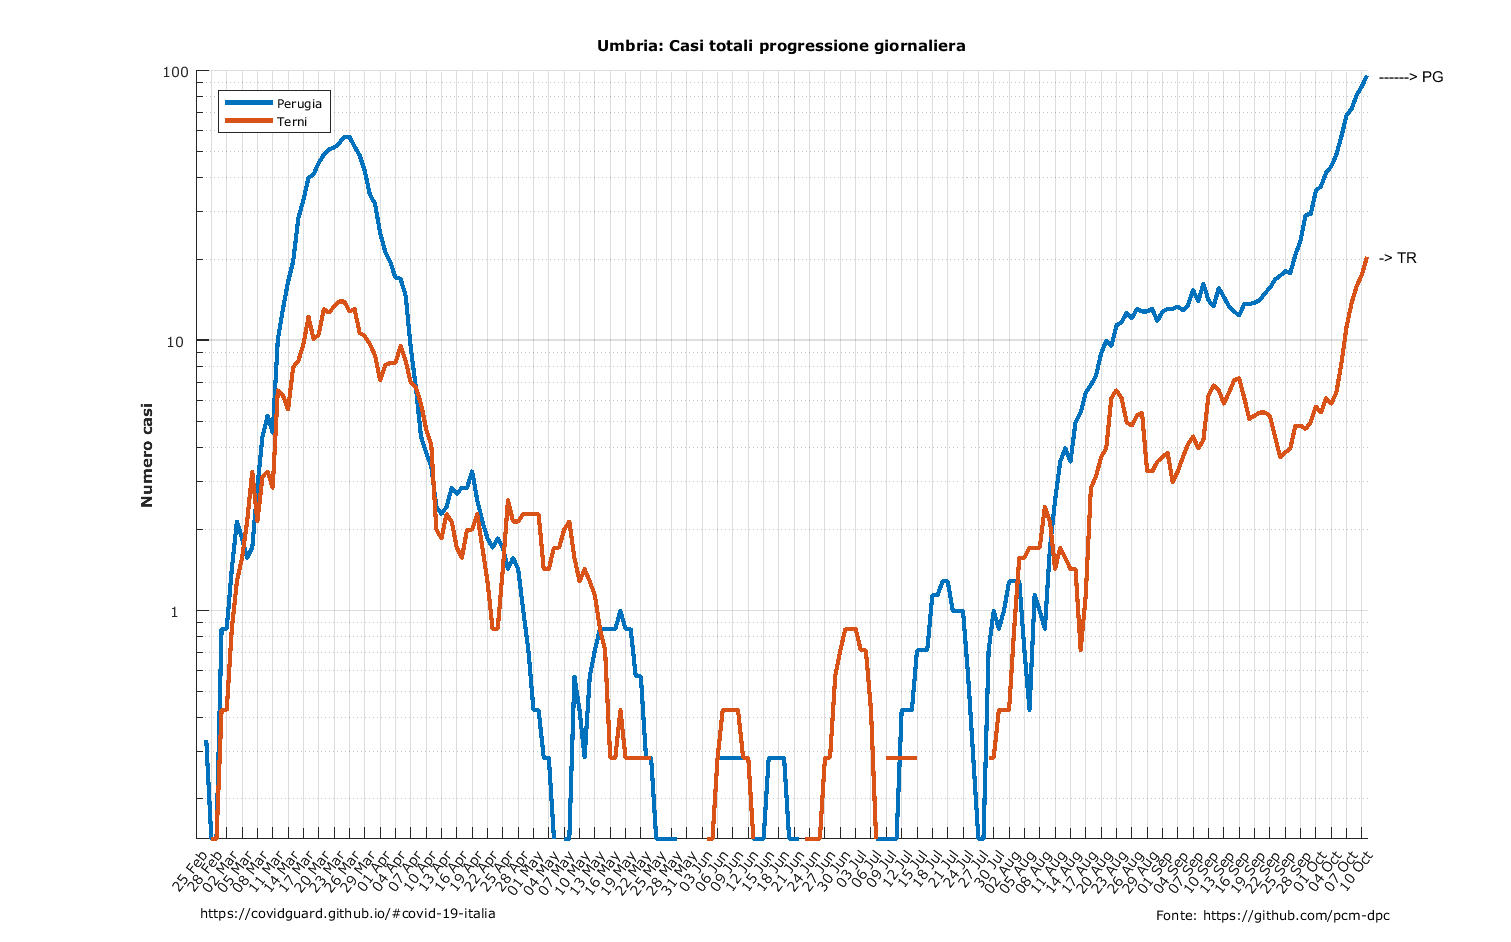 Umbria: Casi totali progressione giornaliera
100
10
1
Numero casi
Perugia
Terni
------> PG
-> TR
25 Feb
28 Feb
02 Mar
05 Mar
08 Mar
11 Mar
14 Mar
17 Mar
20 Mar
23 Mar
26 Mar
29 Mar
01 Apr
04 Apr
07 Apr
10 Apr
13 Apr
16 Apr
19 Apr
22 Apr
25 Apr
28 Apr
01 May
04 May
07 May
10 May
13 May
16 May
19 May
22 May
25 May
28 May
31 May
03 Jun
06 Jun
09 Jun
12 Jun
15 Jun
18 Jun
21 Jun
24 Jun
27 Jun
30 Jun
03 Jul
06 Jul
09 Jul
12 Jul
15 Jul
18 Jul
21 Jul
24 Jul
27 Jul
30 Jul
02 Aug
05 Aug
08 Aug
11 Aug
14 Aug
17 Aug
20 Aug
23 Aug
26 Aug
29 Aug
01 Sep
04 Sep
07 Sep
10 Sep
13 Sep
16 Sep
19 Sep
22 Sep
25 Sep
28 Sep
01 Oct
04 Oct
07 Oct
10 Oct
https://covidguard.github.io/#covid-19-italia
Fonte: https://github.com/pcm-dpc